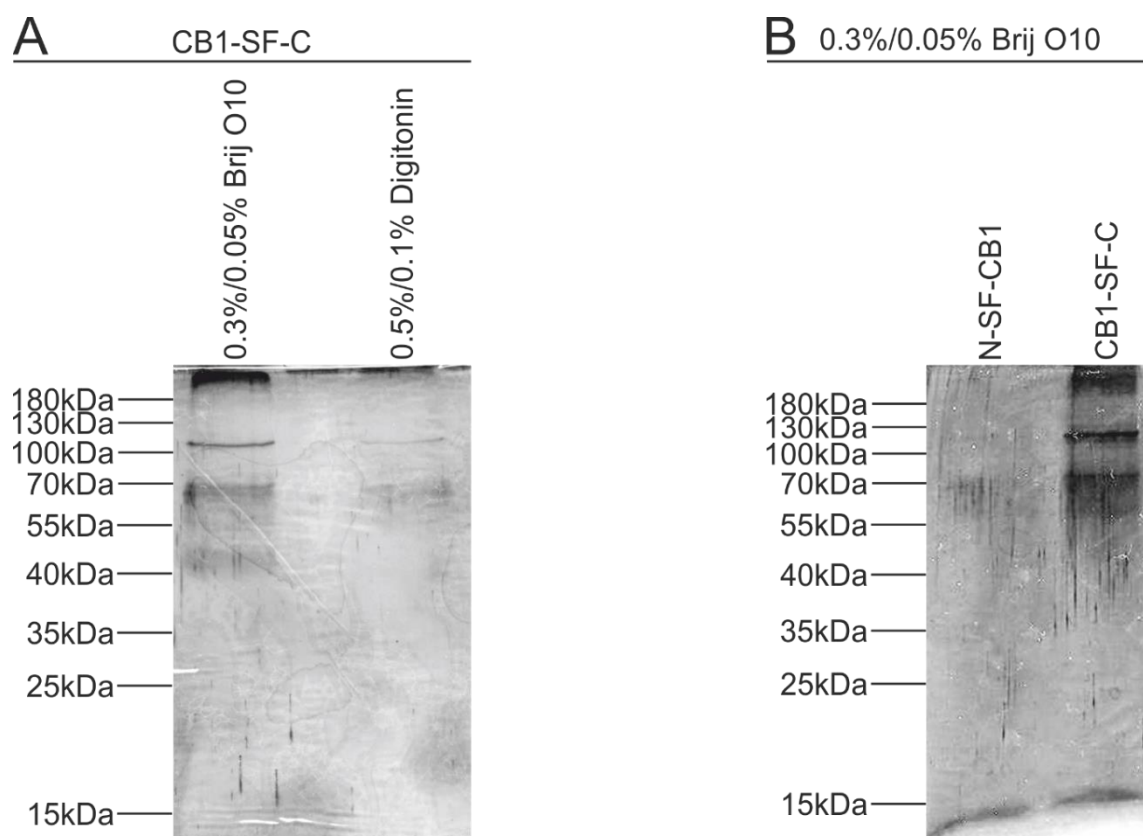 A
CB1-SF-C
0.3%/0.05% Brij O10
0.5%/0.1% Digitonin
180kDa
130kDa
100kDa
70kDa
55kDa
40kDa
35kDa
25kDa
15kDa
B
0.3%/0.05% Brij O10
N-SF-CB1
CB1-SF-C
180kDa
130kDa
100kDa
70kDa
55kDa
40kDa
35kDa
25kDa
15kDa